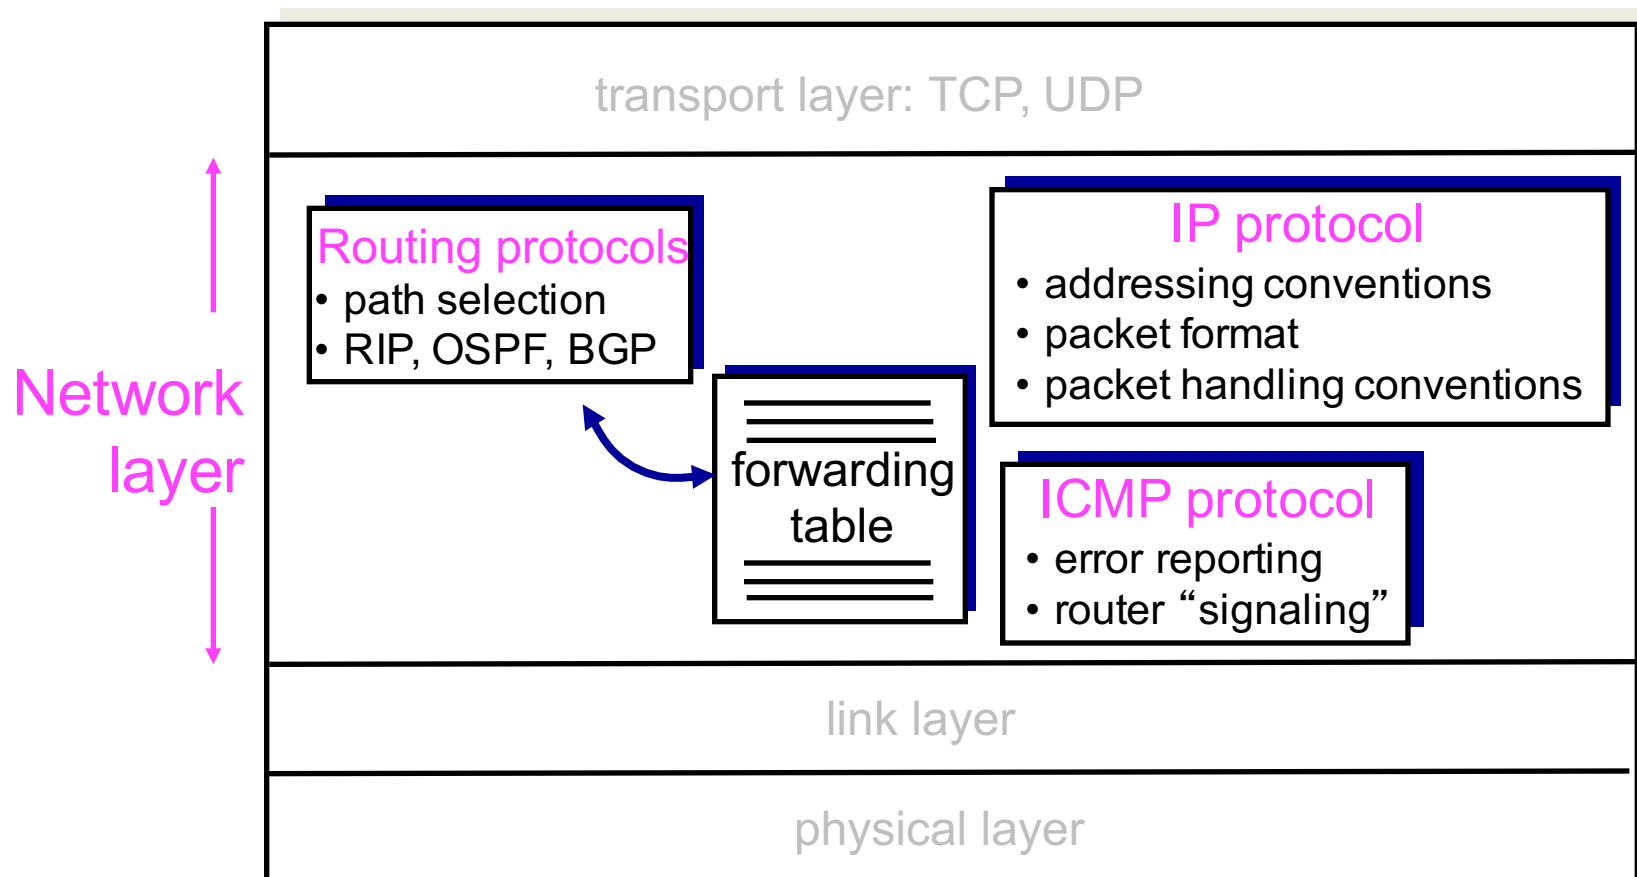 transport layer: TCP, UDP
Network
layer
Routing protocols
• path selection
• RIP, OSPF, BGP
forwarding
table
IP protocol
• addressing conventions
• packet format
• packet handling conventions
ICMP protocol
• error reporting
• router “signaling”
link layer
physical layer